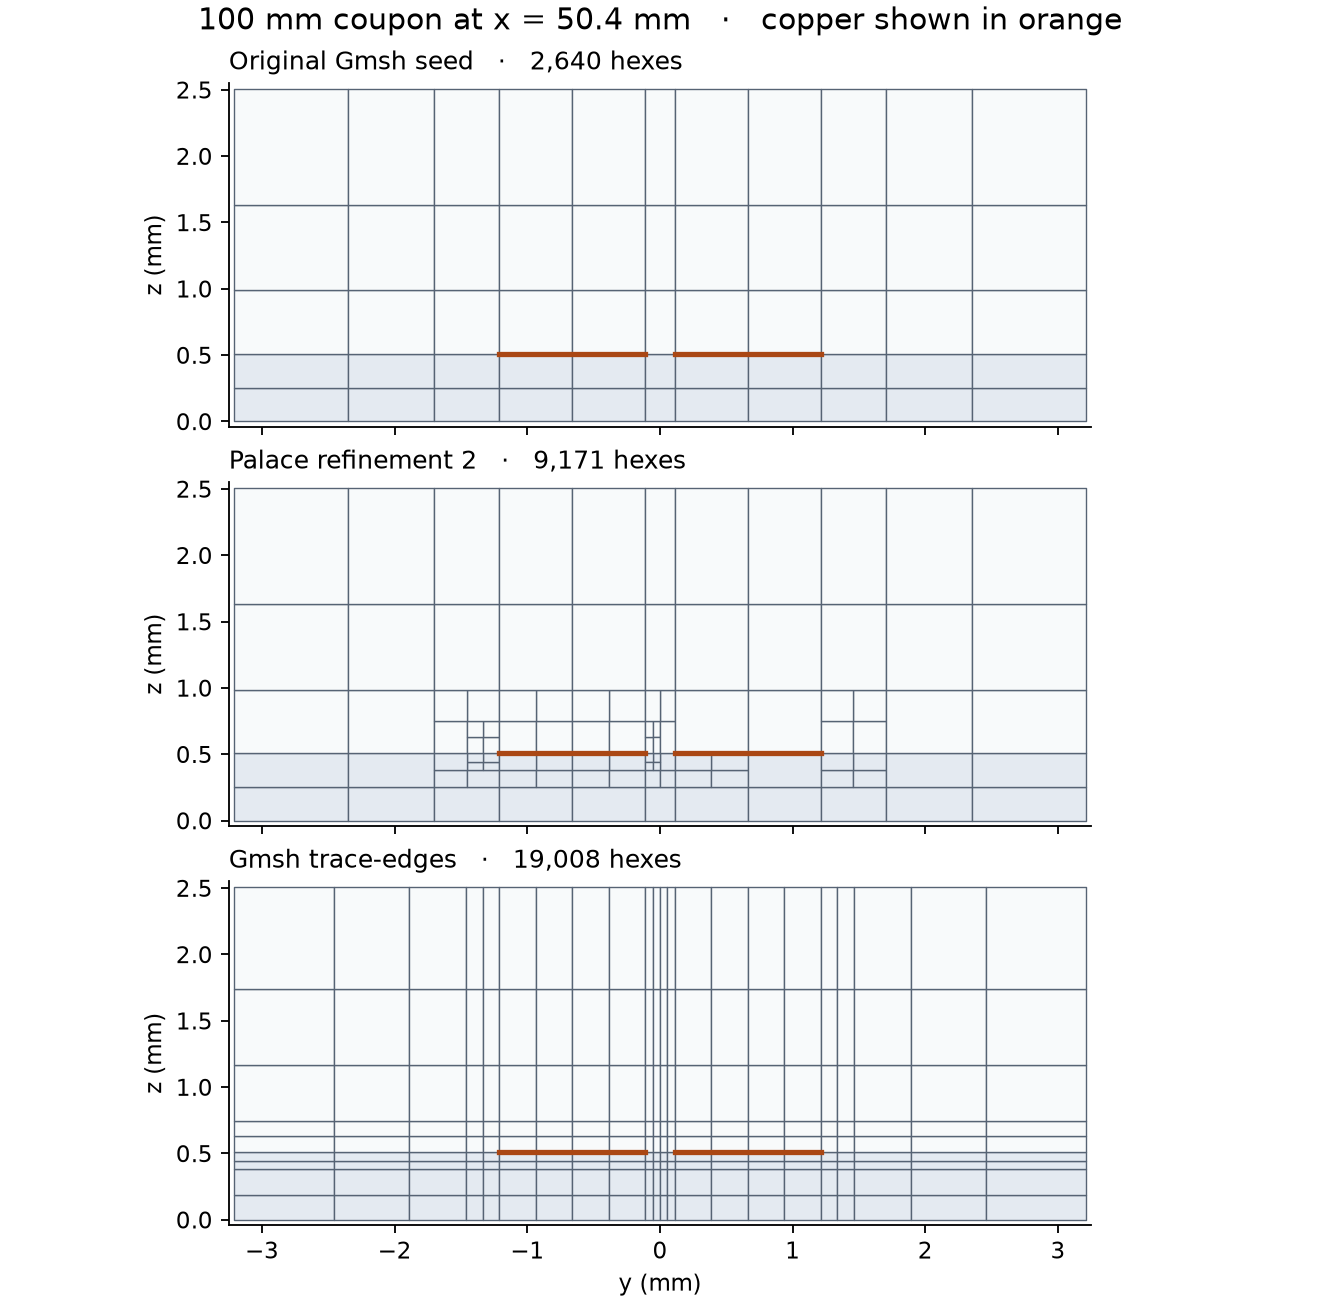 100 mm coupon at x = 50.4 mm · copper shown in orange
Original Gmsh seed · 2,640 hexes
2.5
2.0
1.5
1.0
0.5
0.0
z (mm)
Palace refinement 2 · 9,171 hexes
2.5
2.0
1.5
1.0
0.5
0.0
z (mm)
Gmsh trace-edges · 19,008 hexes
2.5
2.0
1.5
1.0
0.5
0.0
z (mm)
−3 −2 −1 0 1 2 3
y (mm)